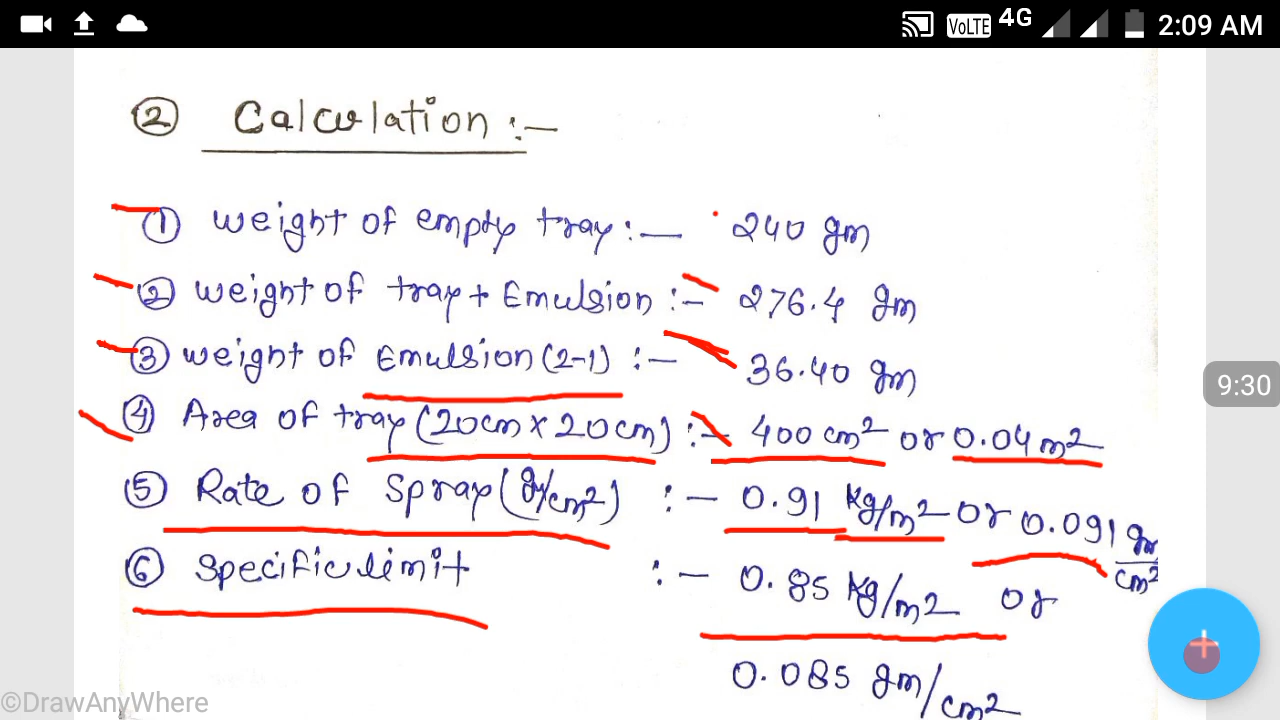 VoLTE 4G 2:09 AM
② Calculation :-
① weight of empty tray :- 240 gm
② weight of tray + Emulsion :- 276.4 gm
③ weight of Emulsion (2-1) :- 36.40 gm
④ Area of tray (20cm x 20cm) :- 400 cm² or 0.04 m²
⑤ Rate of Spray (g/cm²) :- 0.91 kg/m² or 0.091 gm/cm²
⑥ Specific limit :- 0.85 kg/m² or
0.085 gm/cm²
9:30
©DrawAnyWhere